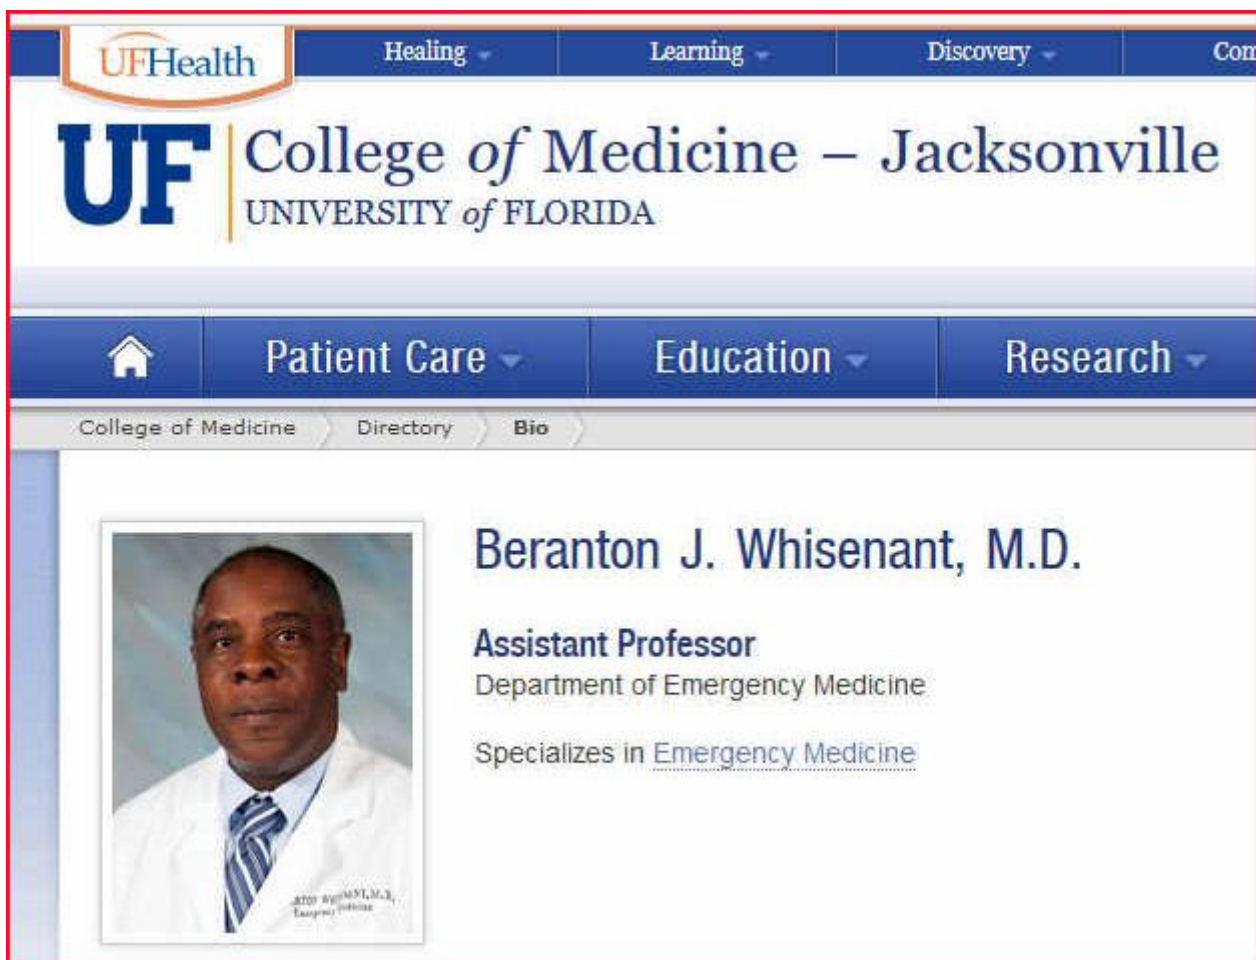 UFHealth
Healing
Learning
Discovery
Com
UF
College of Medicine – Jacksonville
UNIVERSITY of FLORIDA
Patient Care
Education
Research
College of Medicine
Directory
Bio
Beranton J. Whisenant, M.D.
Assistant Professor
Department of Emergency Medicine
Specializes in Emergency Medicine